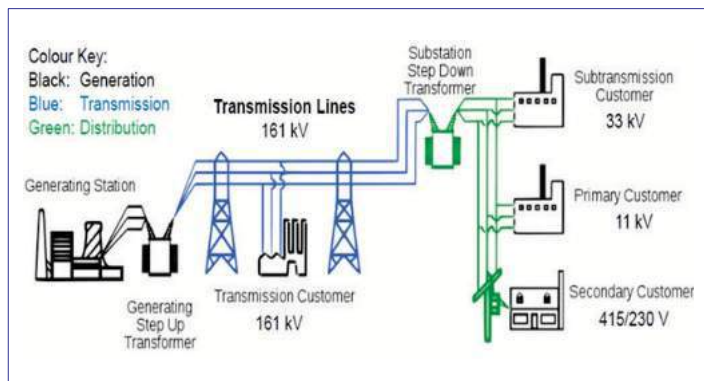 Colour Key:
Black: Generation
Blue: Transmission
Green: Distribution
Transmission Lines
161 kV
Substation
Step Down
Transformer
Subtransmission
Customer
33 kV
Generating Station
Primary Customer
11 kV
Generating
Step Up
Transformer
Transmission Customer
161 kV
Secondary Customer
415/230 V